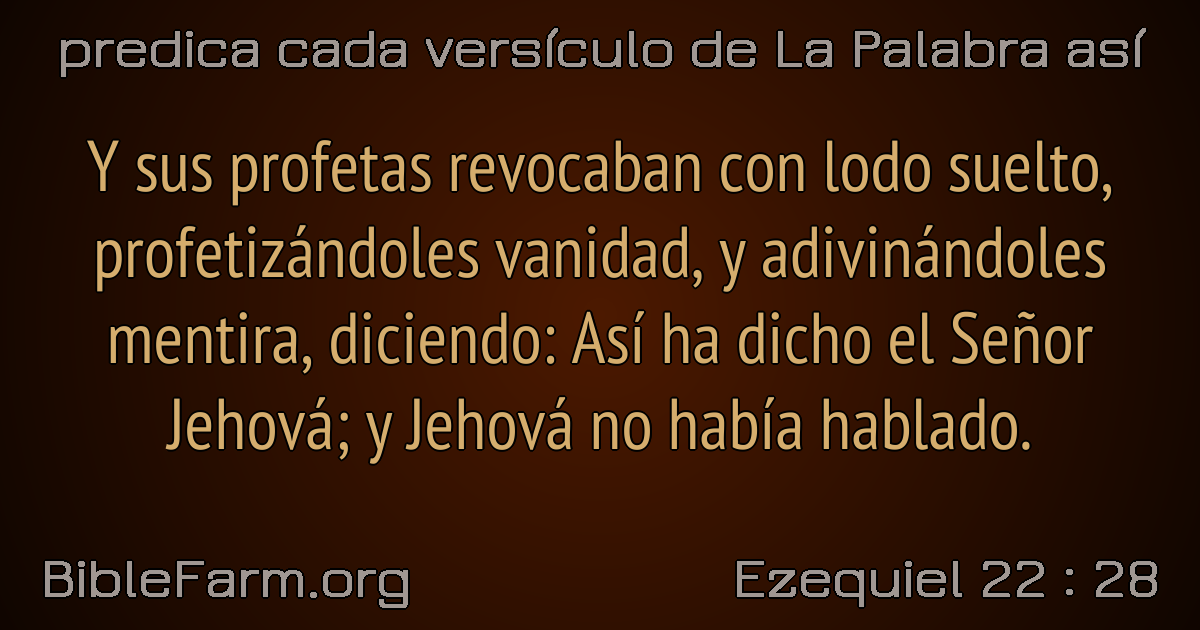 predica cada versículo de La Palabra así
Y sus profetas revocaban con lodo suelto,
profetizándoles vanidad, y adivinándoles
mentira, diciendo: Así ha dicho el Señor
Jehová; y Jehová no había hablado.
BibleFarm.org
Ezequiel 22 : 28